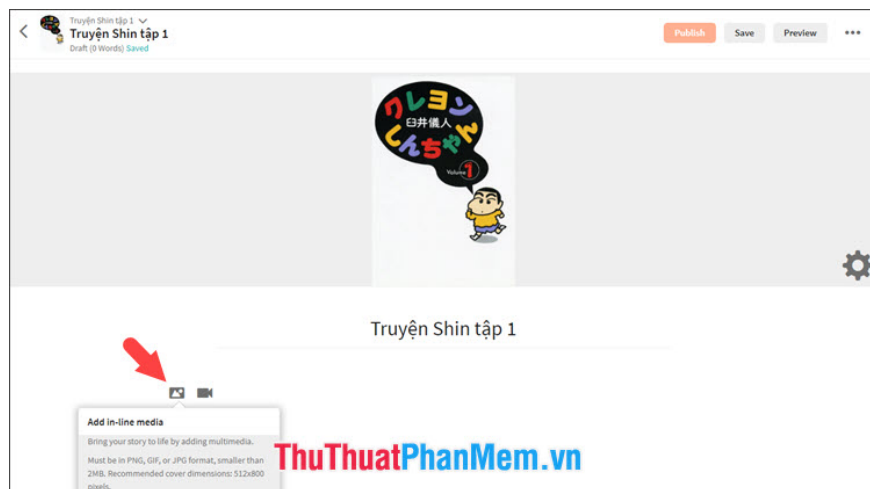 Truyện Shin tập 1
Truyện Shin tập 1
Draft (0 Words) Saved
Publish
Save
Preview
クレヨン
臼井儀人
しんちゃん
Volume 1
Truyện Shin tập 1
Add in-line media
Bring your story to life by adding multimedia.
Must be in PNG, GIF, or JPG format, smaller than
2MB. Recommended cover dimensions: 512x800
pixels.
ThuThuatPhanMem.vn